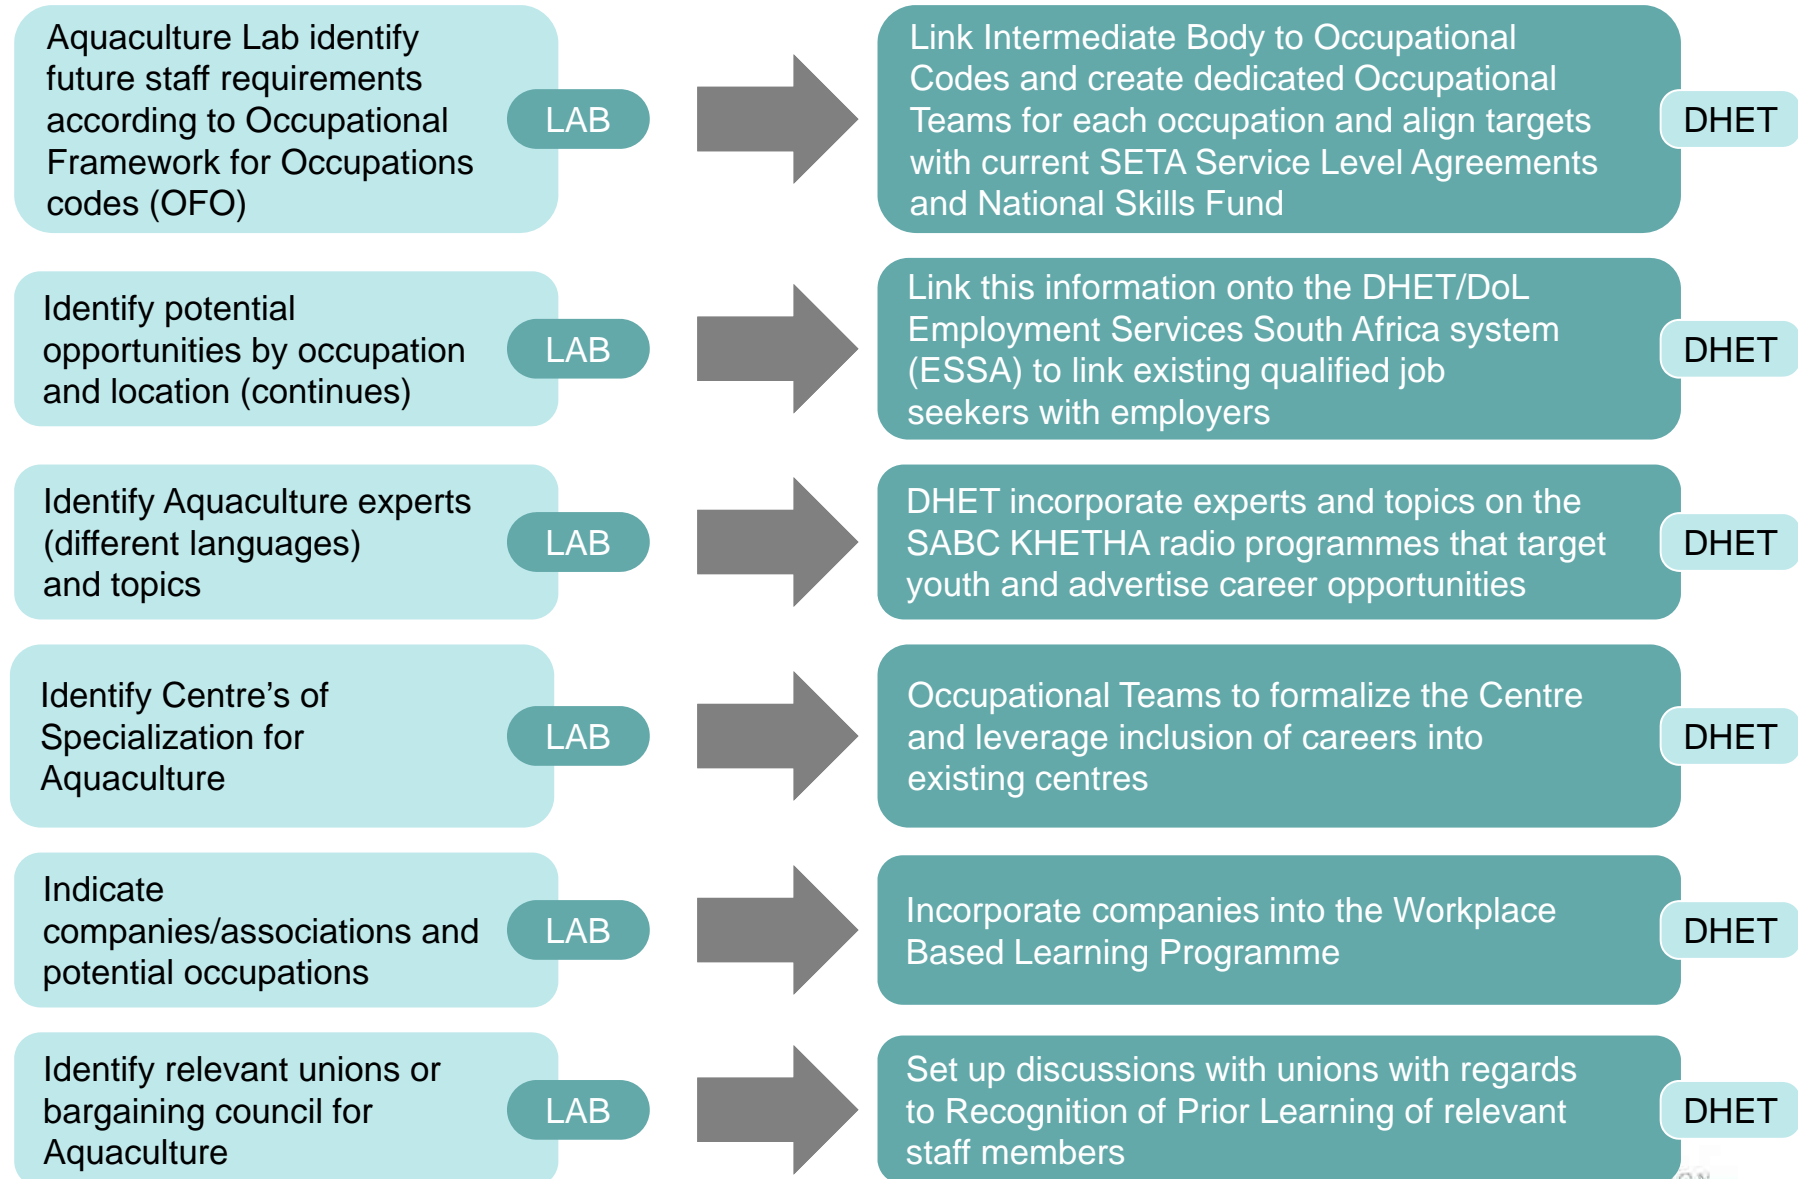 Aquaculture Lab identify
future staff requirements
according to Occupational
Framework for Occupations
codes (OFO)
LAB
Link Intermediate Body to Occupational
Codes and create dedicated Occupational
Teams for each occupation and align targets
with current SETA Service Level Agreements
and National Skills Fund
DHET
Identify potential
opportunities by occupation
and location (continues)
LAB
Link this information onto the DHET/DoL
Employment Services South Africa system
(ESSA) to link existing qualified job
seekers with employers
DHET
Identify Aquaculture experts
(different languages)
and topics
LAB
DHET incorporate experts and topics on the
SABC KHETHA radio programmes that target
youth and advertise career opportunities
DHET
Identify Centre’s of
Specialization for
Aquaculture
LAB
Occupational Teams to formalize the Centre
and leverage inclusion of careers into
existing centres
DHET
Indicate
companies/associations and
potential occupations
LAB
Incorporate companies into the Workplace
Based Learning Programme
DHET
Identify relevant unions or
bargaining council for
Aquaculture
LAB
Set up discussions with unions with regards
to Recognition of Prior Learning of relevant
staff members
DHET